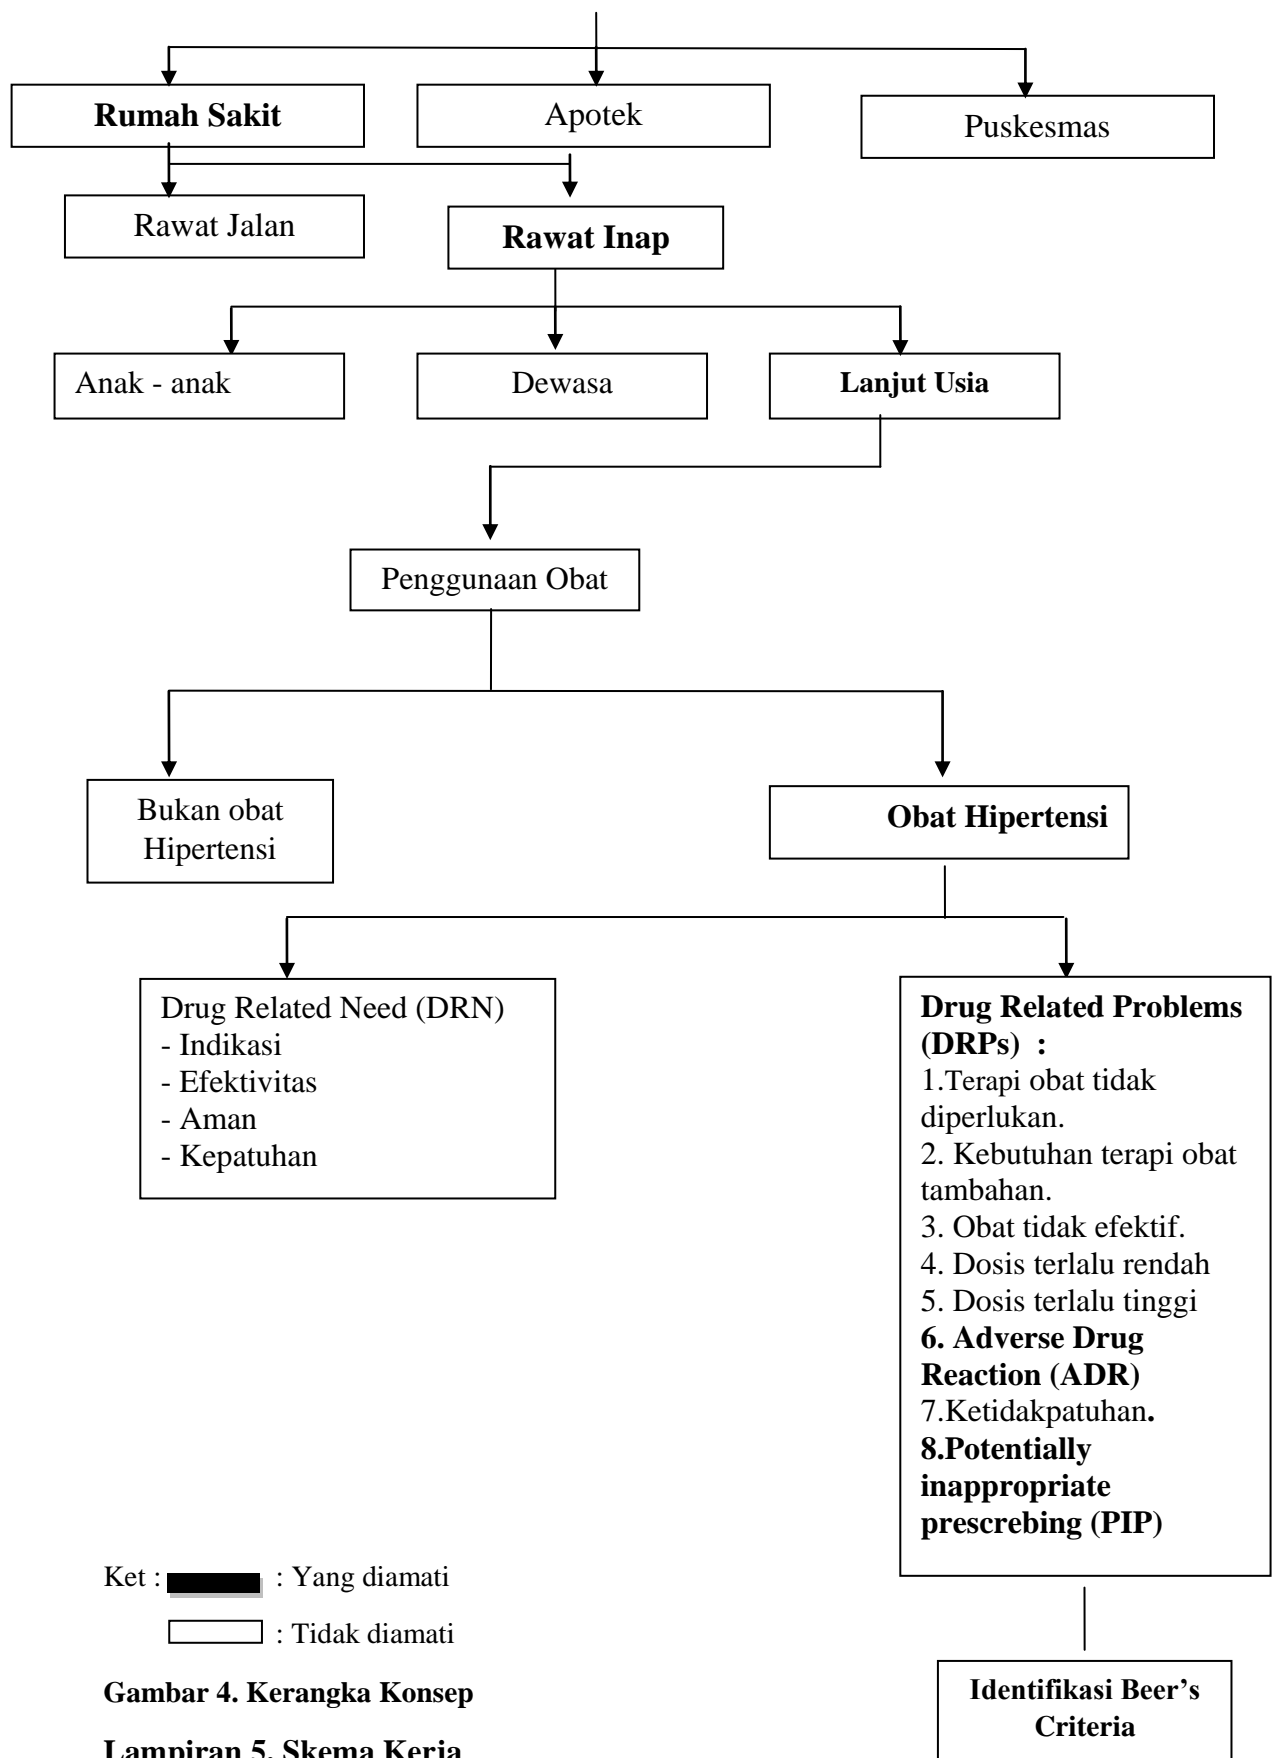 Rumah Sakit
Apotek
Puskesmas
Rawat Jalan
Rawat Inap
Anak - anak
Dewasa
Lanjut Usia
Penggunaan Obat
Bukan obat
Hipertensi
Obat Hipertensi
Drug Related Need (DRN)
- Indikasi
- Efektivitas
- Aman
- Kepatuhan
Drug Related Problems
(DRPs)  :
1.Terapi obat tidak
diperlukan.
2. Kebutuhan terapi obat
tambahan.
3. Obat tidak efektif.
4. Dosis terlalu rendah
5. Dosis terlalu tinggi
6. Adverse Drug
Reaction (ADR)
7.Ketidakpatuhan.
8.Potentially
inappropriate
prescrebing (PIP)
Ket : : Yang diamati
: Tidak diamati
Gambar 4. Kerangka Konsep
Identifikasi Beer's
Criteria
Lampiran 5. Skema Kerja